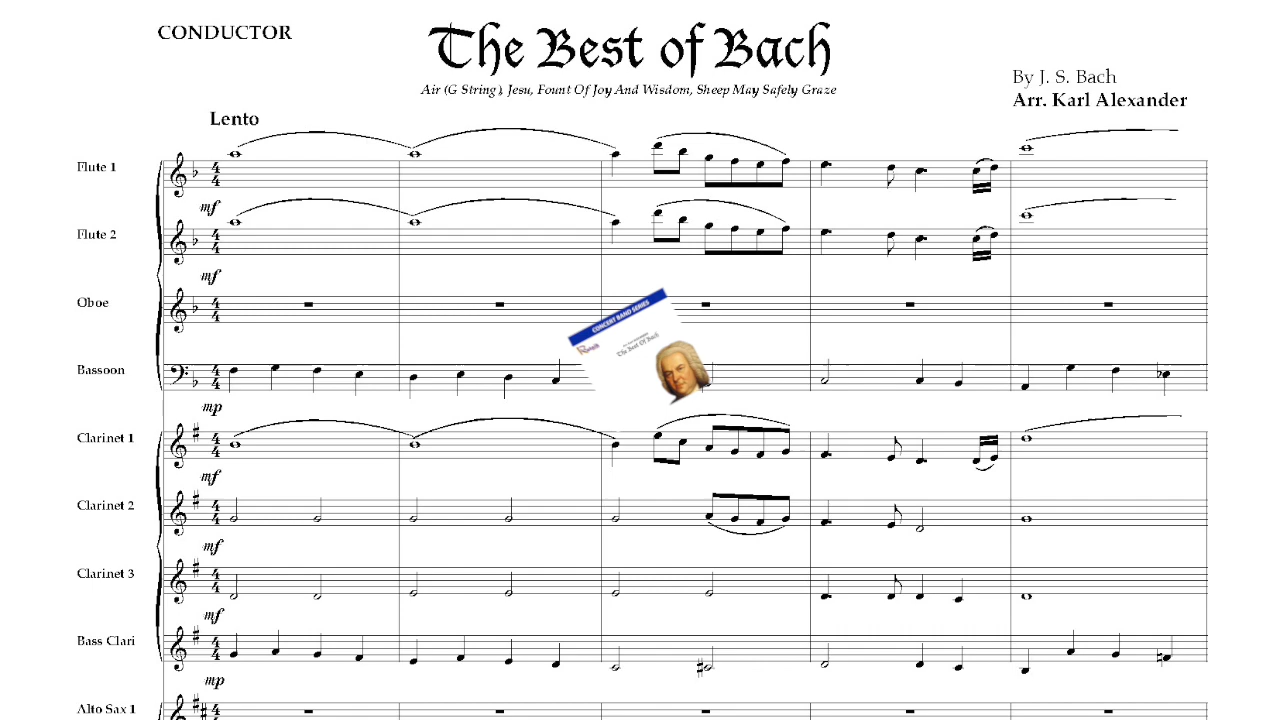 CONDUCTOR
The Best of Bach
Air (G String), Jesu, Fount Of Joy And Wisdom, Sheep May Safely Graze
By J. S. Bach
Arr. Karl Alexander
Lento
Flute 1
mf
Flute 2
mf
Oboe
CONCERT BAND SERIES
The Best Of Bach
Bassoon
mp
Clarinet 1
mf
Clarinet 2
mf
Clarinet 3
mf
Bass Clari
mp
Alto Sax 1